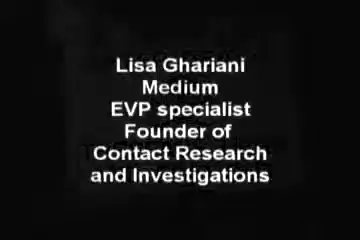 Lisa Ghariani
Medium
EVP specialist
Founder of
Contact Research
and Investigations